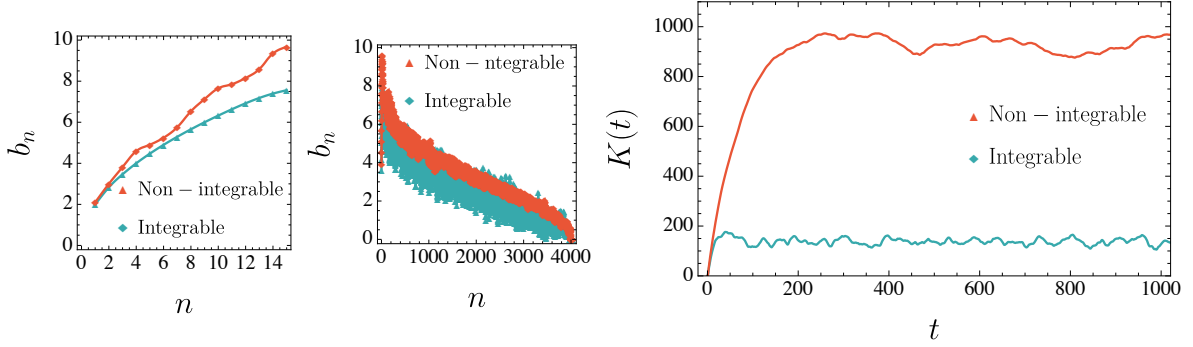 10
8
6
4
2
0
b_n
Non − integrable
Integrable
0 2 4 6 8 10 12 14
n
10
8
6
4
2
0
b_n
Non − ntegrable
Integrable
0 1000 2000 3000 4000
n
1000
800
600
400
200
0
K(t)
Non − integrable
Integrable
0 200 400 600 800 1000
t